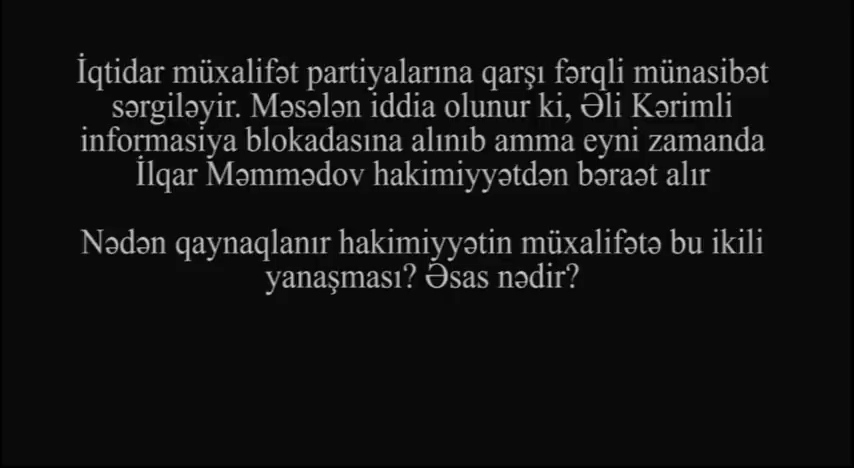 İqtidar müxalifət partiyalarına qarşı fərqli münasibət
sərgiləyir. Məsələn iddia olunur ki, Əli Kərimli
informasiya blokadasına alınıb amma eyni zamanda
İlqar Məmmədov hakimiyyətdən bəraət alır
Nədən qaynaqlanır hakimiyyətin müxalifətə bu ikili
yanaşması? Əsas nədir?